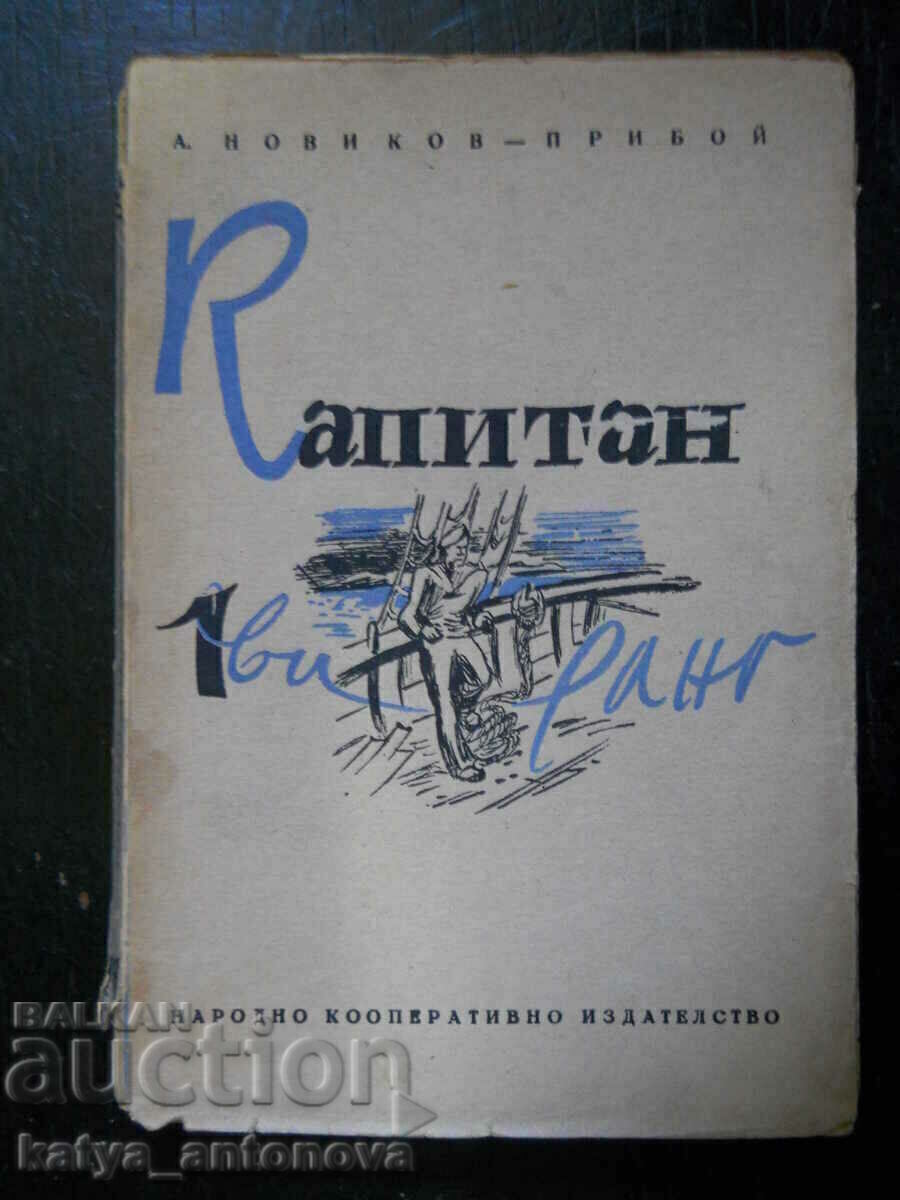 А. НОВИКОВ — ПРИБОЙ
Капитан
1ви ранг
НАРОДНО КООПЕРАТИВНО ИЗДАТЕЛСТВО
BALKAN
auction
katya_antonova